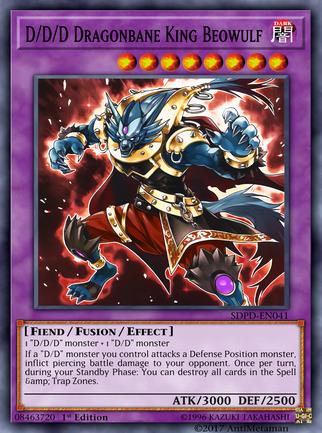 D/D/D Dragonbane King Beowulf
DARK
闇
SDPD-EN041
[Fiend / Fusion / Effect]
1 "D/D/D" monster + 1 "D/D" monster
If a "D/D" monster you control attacks a Defense Position monster,
inflict piercing battle damage to your opponent. Once per turn,
during your Standby Phase: You can destroy all cards in the Spell
&amp; Trap Zones.
ATK/3000 DEF/2500
08463720 1st Edition ©1996 KAZUKI TAKAHASHI
©2017 AntiMetaman